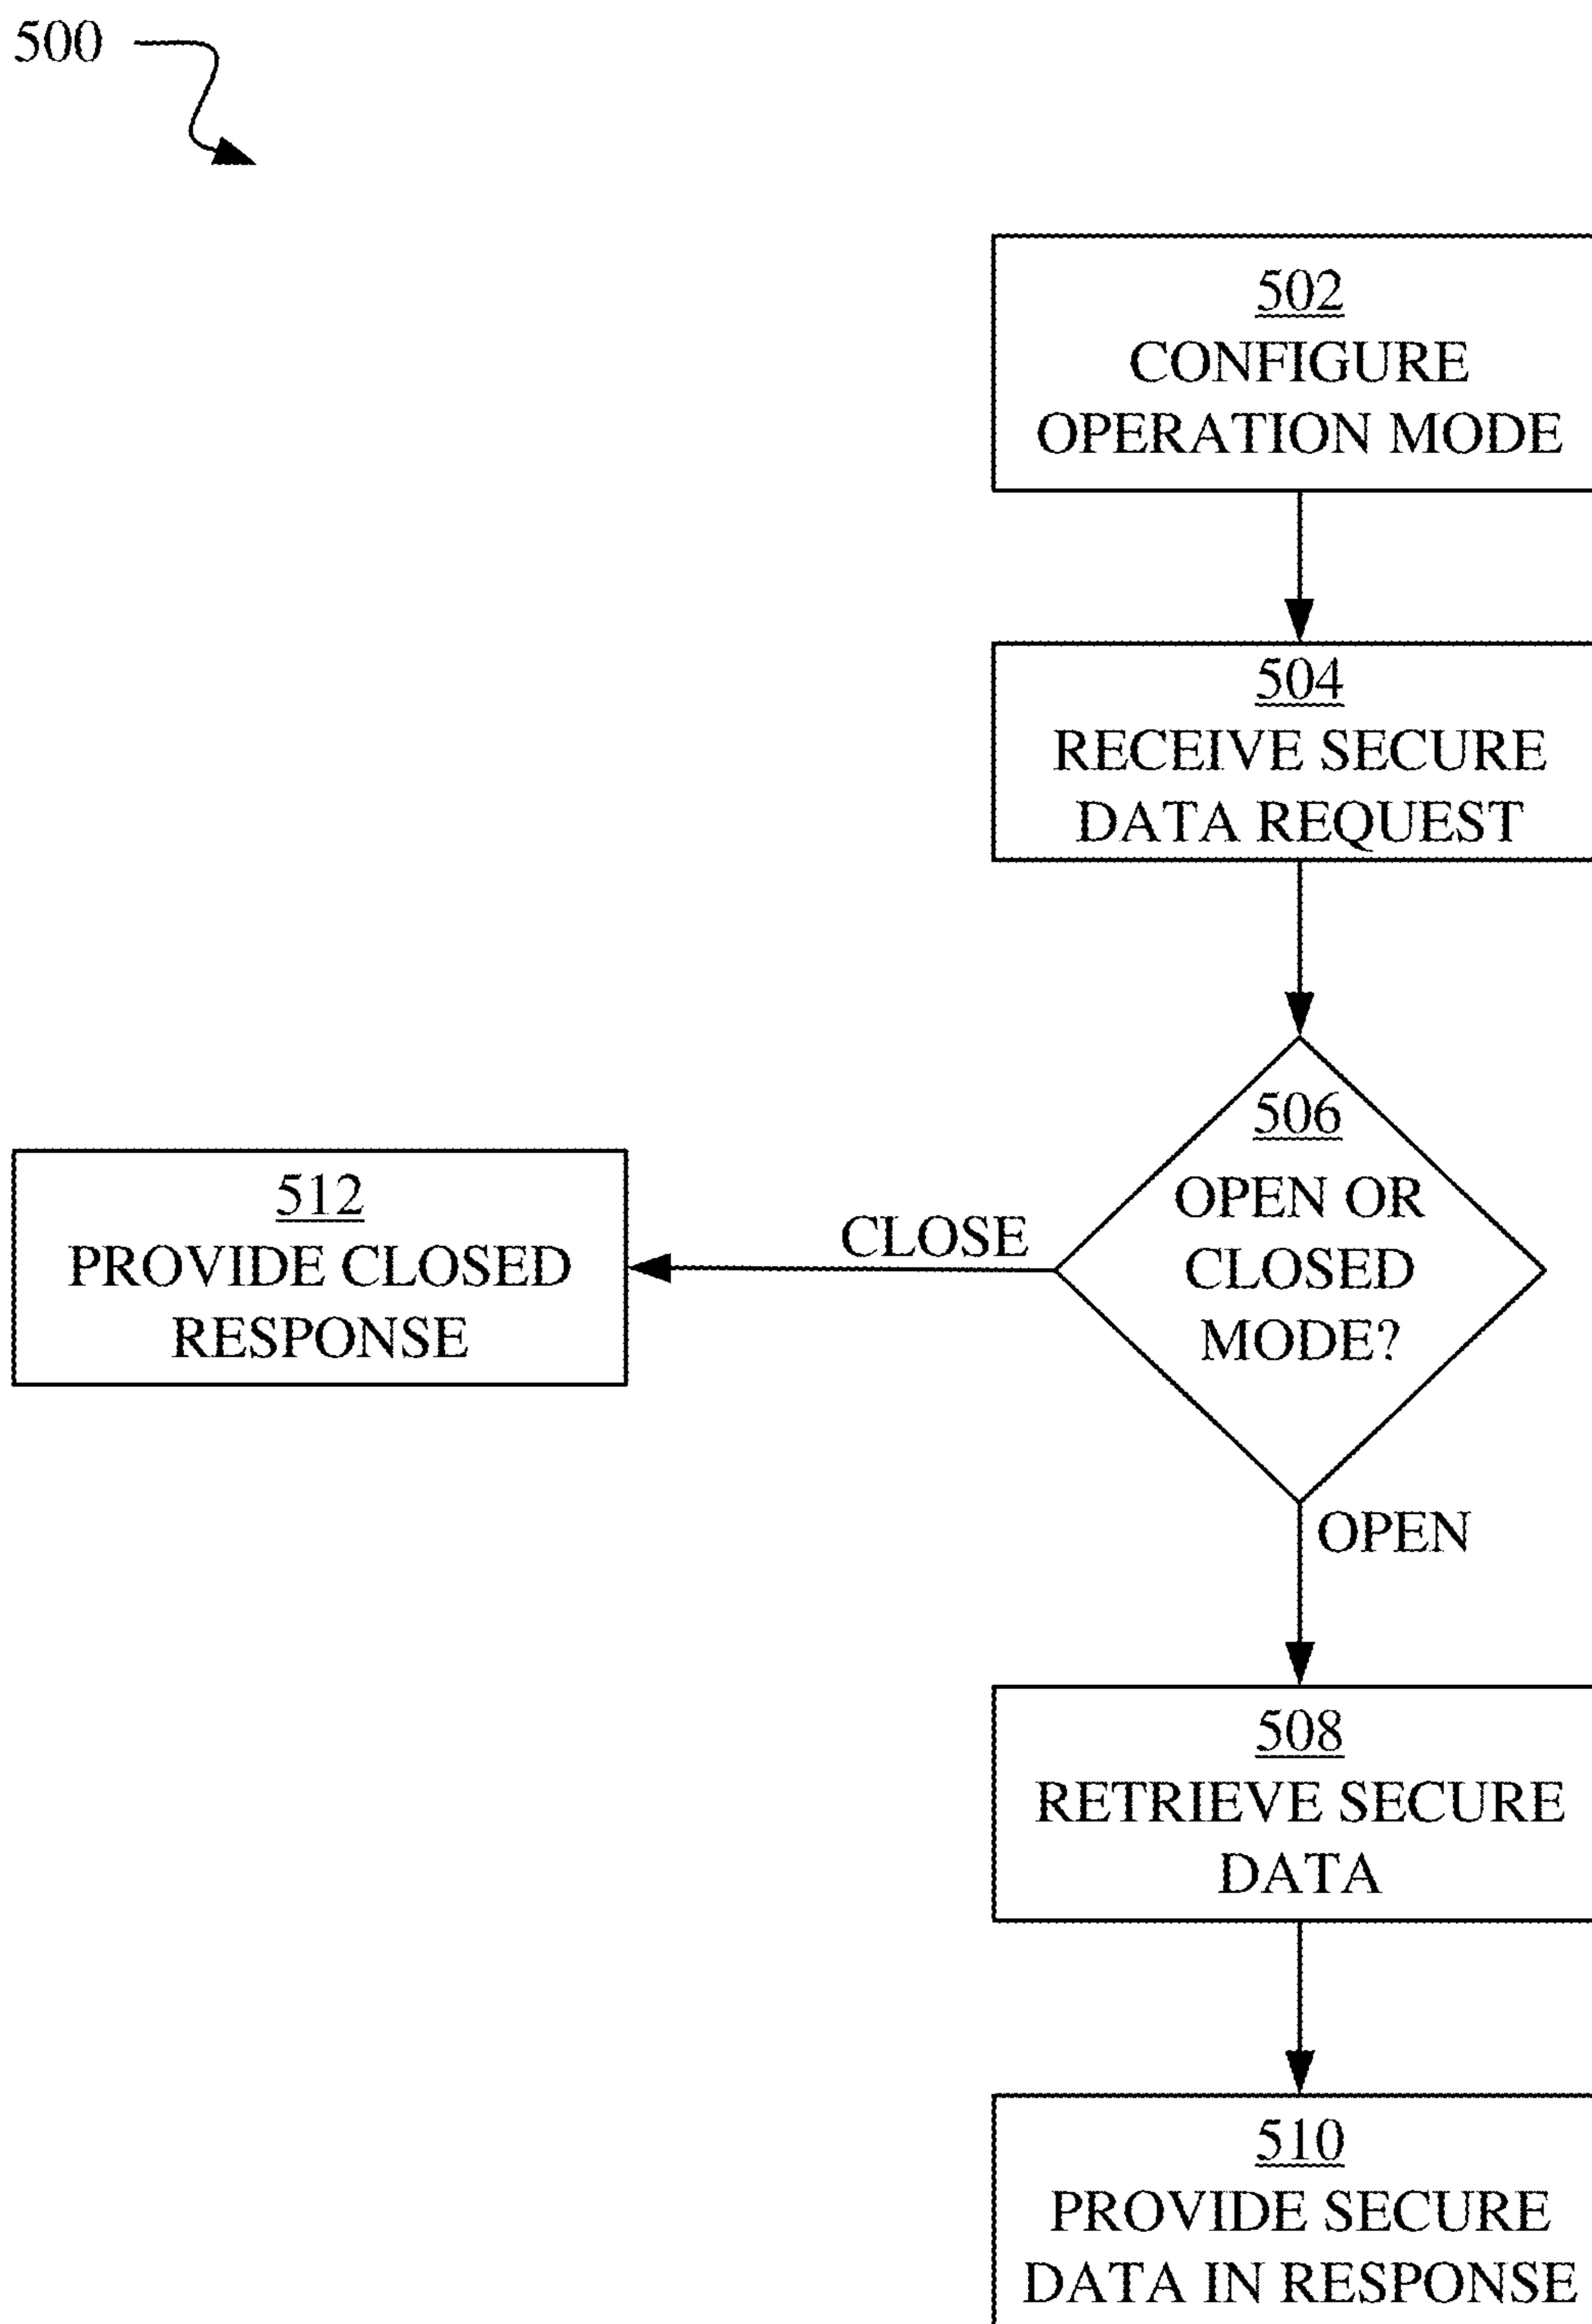 500
502
CONFIGURE
OPERATION MODE
504
RECEIVE SECURE
DATA REQUEST
506
OPEN OR
CLOSED
MODE?
CLOSE
512
PROVIDE CLOSED
RESPONSE
OPEN
508
RETRIEVE SECURE
DATA
510
PROVIDE SECURE
DATA IN RESPONSE